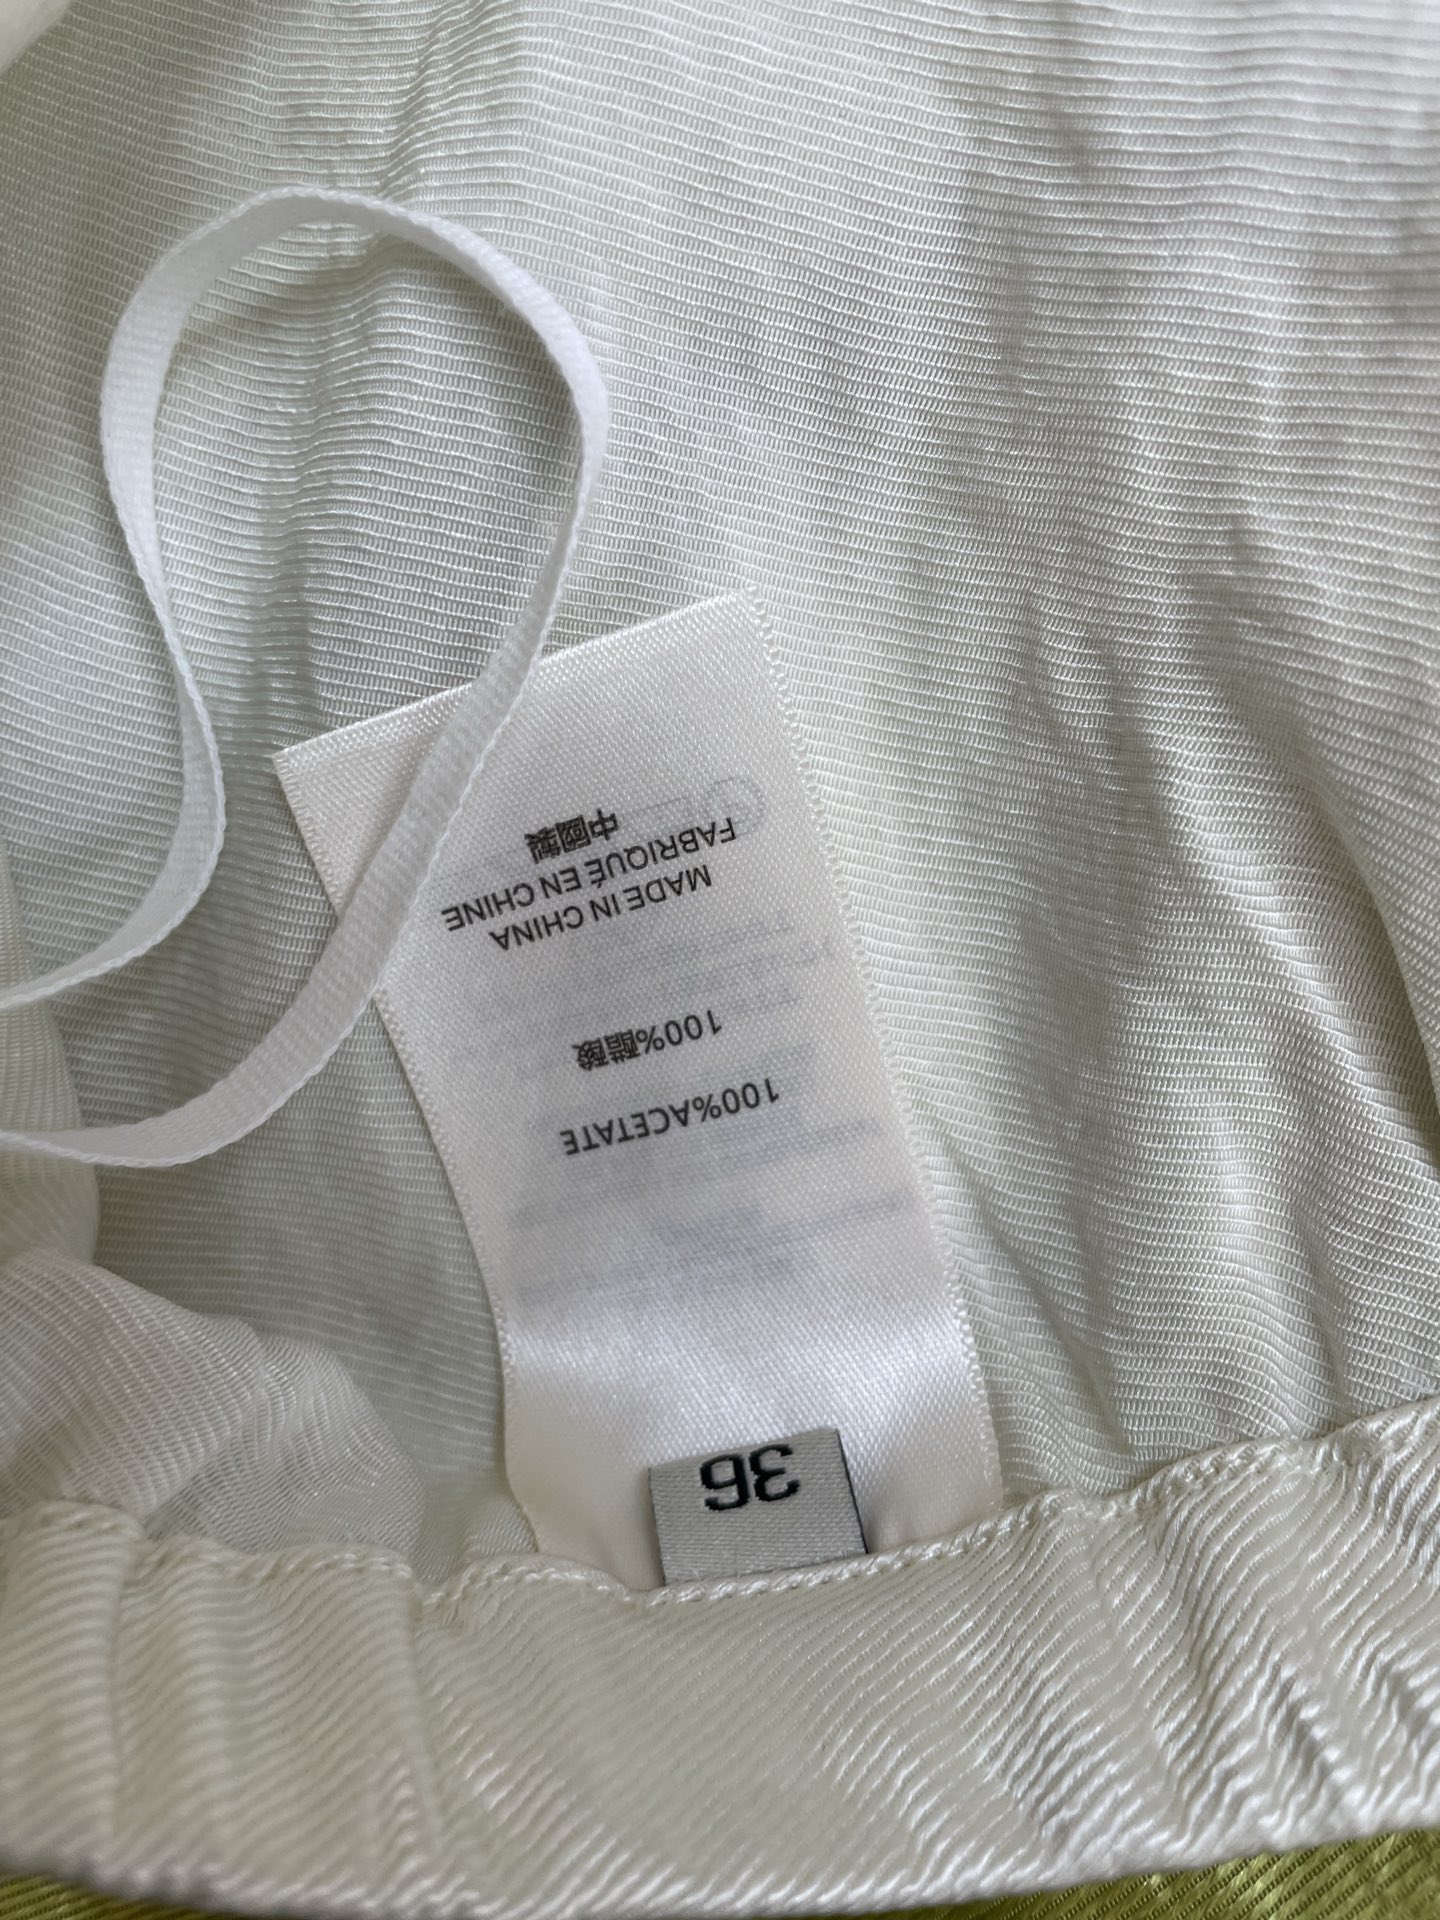 36
100%ACETATE
100%醋酸
MADE IN CHINA
FABRIQUÉ EN CHINE
中國製